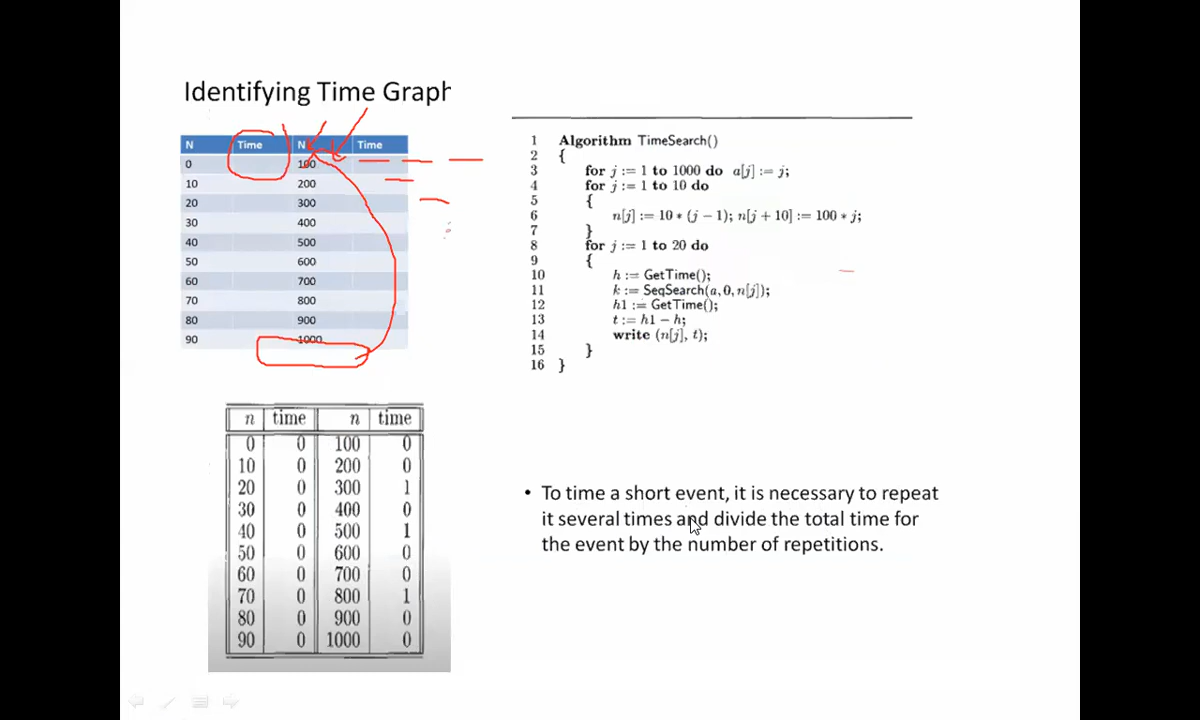 Identifying Time Graph
N Time N Time
0 100
10 200
20 300
30 400
40 500
50 600
60 700
70 800
80 900
90 1000
n time n time
0 0 100 0
10 0 200 0
20 0 300 1
30 0 400 0
40 0 500 1
50 0 600 0
60 0 700 0
70 0 800 1
80 0 900 0
90 0 1000 0
1 Algorithm TimeSearch()
2 {
3 for j := 1 to 1000 do a[j] := j;
4 for j := 1 to 10 do
5 {
6 n[j] := 10 * (j − 1); n[j + 10] := 100 * j;
7 }
8 for j := 1 to 20 do
9 {
10 h := GetTime();
11 k := SeqSearch(a, 0, n[j]);
12 h1 := GetTime();
13 t := h1 − h;
14 write (n[j], t);
15 }
16 }
• To time a short event, it is necessary to repeat
it several times and divide the total time for
the event by the number of repetitions.